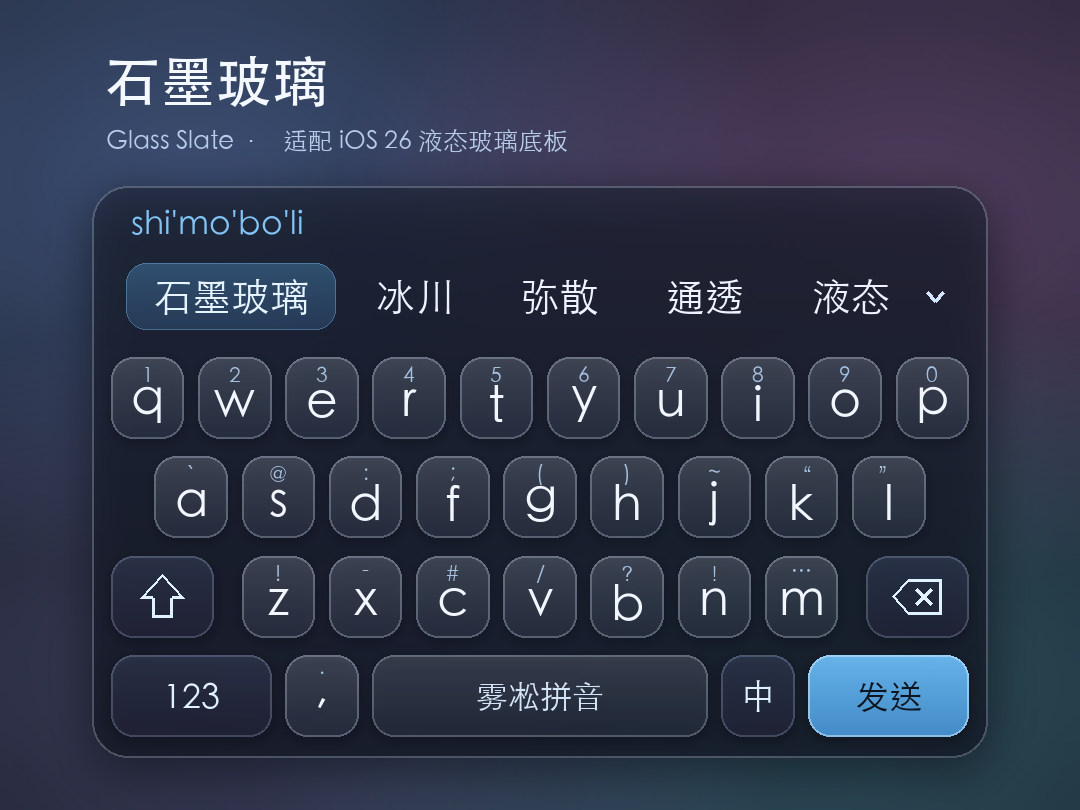 石墨玻璃
Glass Slate · 适配 iOS 26 液态玻璃底板
shi'mo'bo'li
石墨玻璃 冰川 弥散 通透 液态
1 2 3 4 5 6 7 8 9 0
q w e r t y u i o p
` @ : ; ( ) ~ “ ”
a s d f g h j k l
! - # / ? ! …
z x c v b n m
.
123 , 雾凇拼音 中 发送